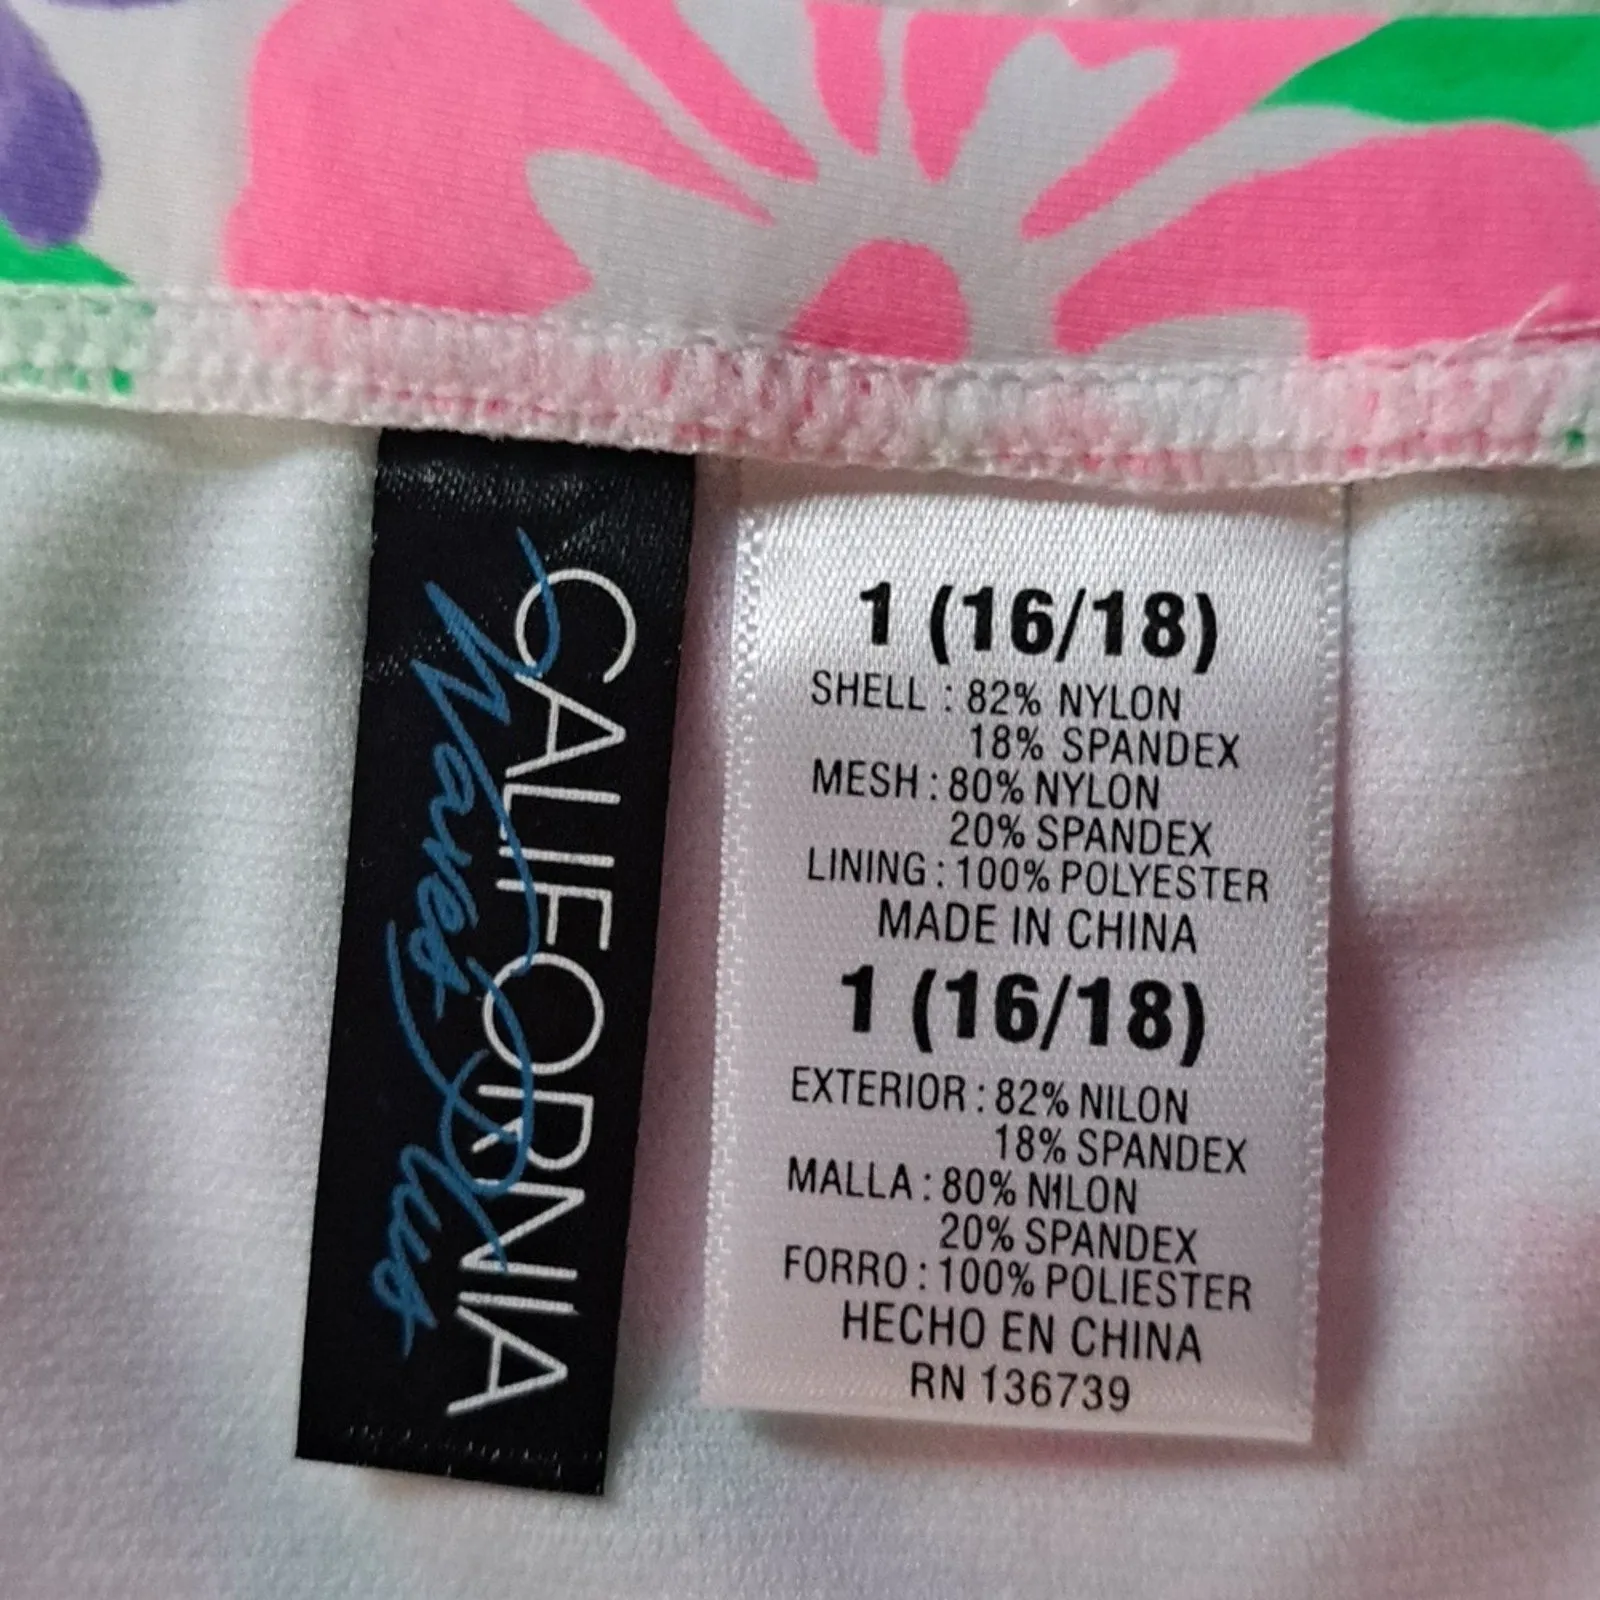 CALIFORNIA
Waves Plus
1 (16/18)
SHELL : 82% NYLON
18% SPANDEX
MESH : 80% NYLON
20% SPANDEX
LINING : 100% POLYESTER
MADE IN CHINA
1 (16/18)
EXTERIOR : 82% NILON
18% SPANDEX
MALLA : 80% NILON
20% SPANDEX
FORRO : 100% POLIESTER
HECHO EN CHINA
RN 136739